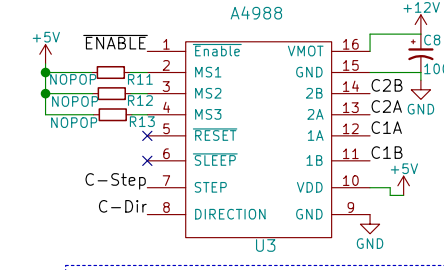 A4988
+12V
+5V
ENABLE 1 Enable VMOT 16 C8
NOPOP R11 2 MS1 GND 15 100
NOPOP R12 3 MS2 2B 14 C2B GND
NOPOP R13 4 MS3 2A 13 C2A
5 RESET 1A 12 C1A
6 SLEEP 1B 11 C1B
C-Step 7 STEP VDD 10 +5V
C-Dir 8 DIRECTION GND 9
U3 GND